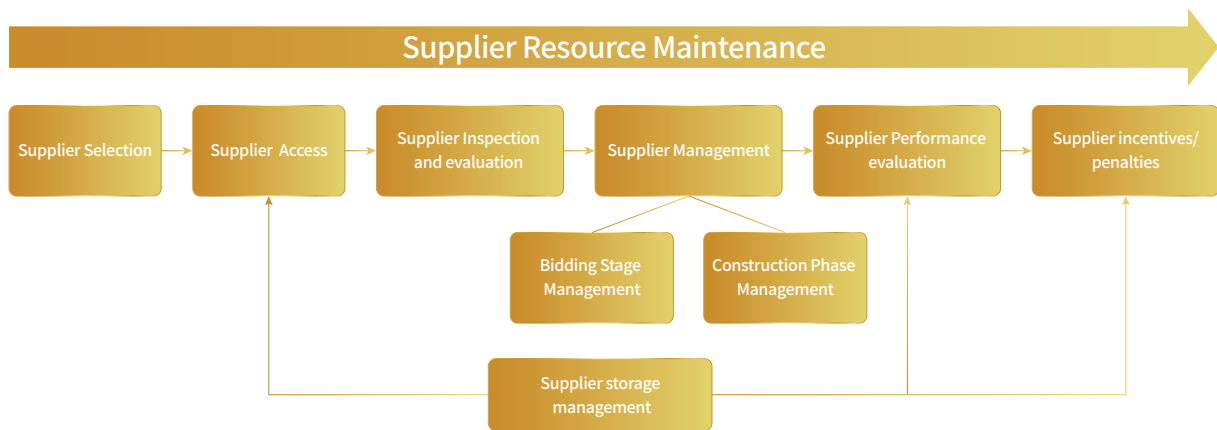 Supplier Resource Maintenance
Supplier Selection
Supplier Access
Supplier Inspection
and evaluation
Supplier Management
Supplier Performance
evaluation
Supplier incentives/
penalties
Bidding Stage
Management
Construction Phase
Management
Supplier storage
management